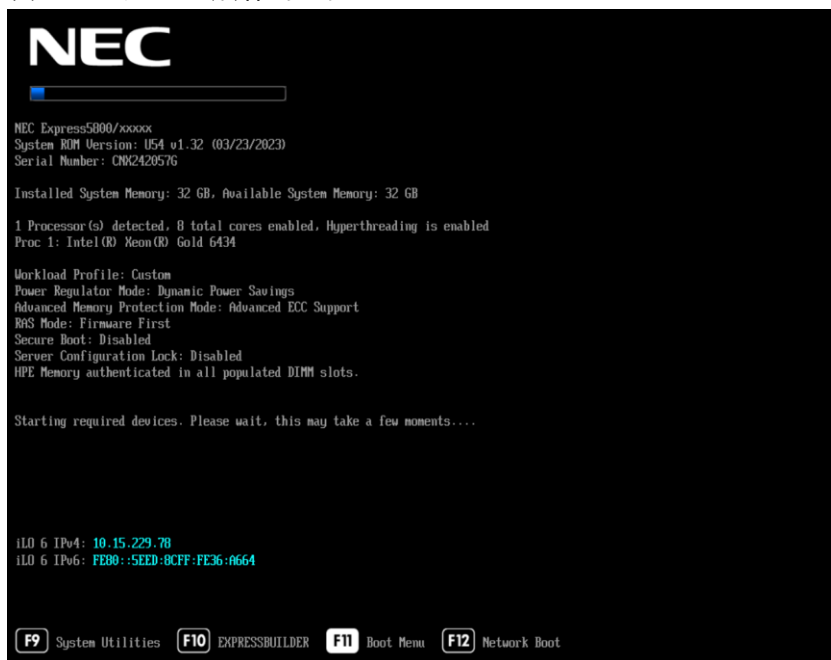 NEC
NEC Express5800/xxxxx
System ROM Version: U54 v1.32 (03/23/2023)
Serial Number: CNX242057G
Installed System Memory: 32 GB, Available System Memory: 32 GB
1 Processor(s) detected, 8 total cores enabled, Hyperthreading is enabled
Proc 1: Intel(R) Xeon(R) Gold 6434
Workload Profile: Custom
Power Regulator Mode: Dynamic Power Savings
Advanced Memory Protection Mode: Advanced ECC Support
RAS Mode: Firmware First
Secure Boot: Disabled
Server Configuration Lock: Disabled
HPE Memory authenticated in all populated DIMM slots.
Starting required devices. Please wait, this may take a few moments....
iLO 6 IPv4: 10.15.229.78
iLO 6 IPv6: FE80::5EED:8CFF:FE36:A664
F9 System Utilities F10 EXPRESSBUILDER F11 Boot Menu F12 Network Boot